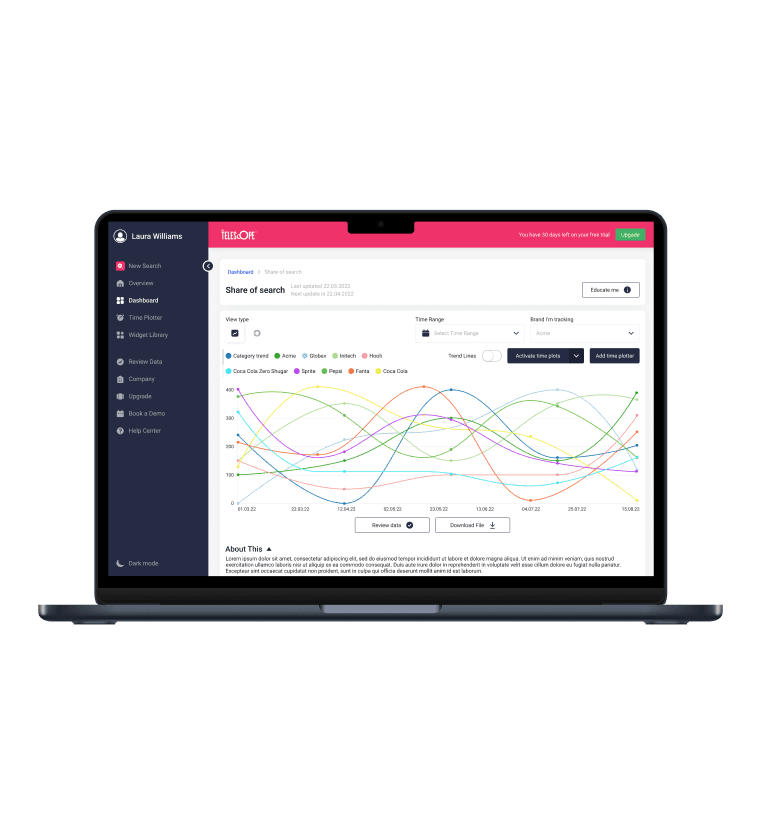 Laura Williams
New Search
Overview
Dashboard
Time Plotter
Widget Library
Review Data
Company
Upgrade
Book a Demo
Help Center
Dark mode
TELESCOPE
You have 30 days left on your free trial
Upgade
Dashboard
Share of search
Share of search
Last updated 22.03.2022
Next update in 22.04.2022
Educate me
View type
Time Range
Select Time Range
Brand I'm tracking
Acme
Category trend Acme Globex Initech Hooli
Trend Lines
Activate time plots
Add time plotter
Coca Cola Zero Shugar Sprite Pepsi Fanta Coca Cola
400
300
200
100
0
01.03.22 22.03.22 12.04.23 02.05.22 23.05.22 13.06.22 04.07.22 25.07.22 15.08.23
Review data
Download File
About This
Lorem ipsum dolor sit amet, consectetur adipiscing elit, sed do eiusmod tempor incididunt ut labore et dolore magna aliqua. Ut enim ad minim veniam, quis nostrud
exercitation ullamco laboris nisi ut aliquip ex ea commodo consequat. Duis aute irure dolor in reprehenderit in voluptate velit esse cillum dolore eu fugiat nulla pariatur.
Excepteur sint occaecat cupidatat non proident, sunt in culpa qui officia deserunt mollit anim id est laborum.